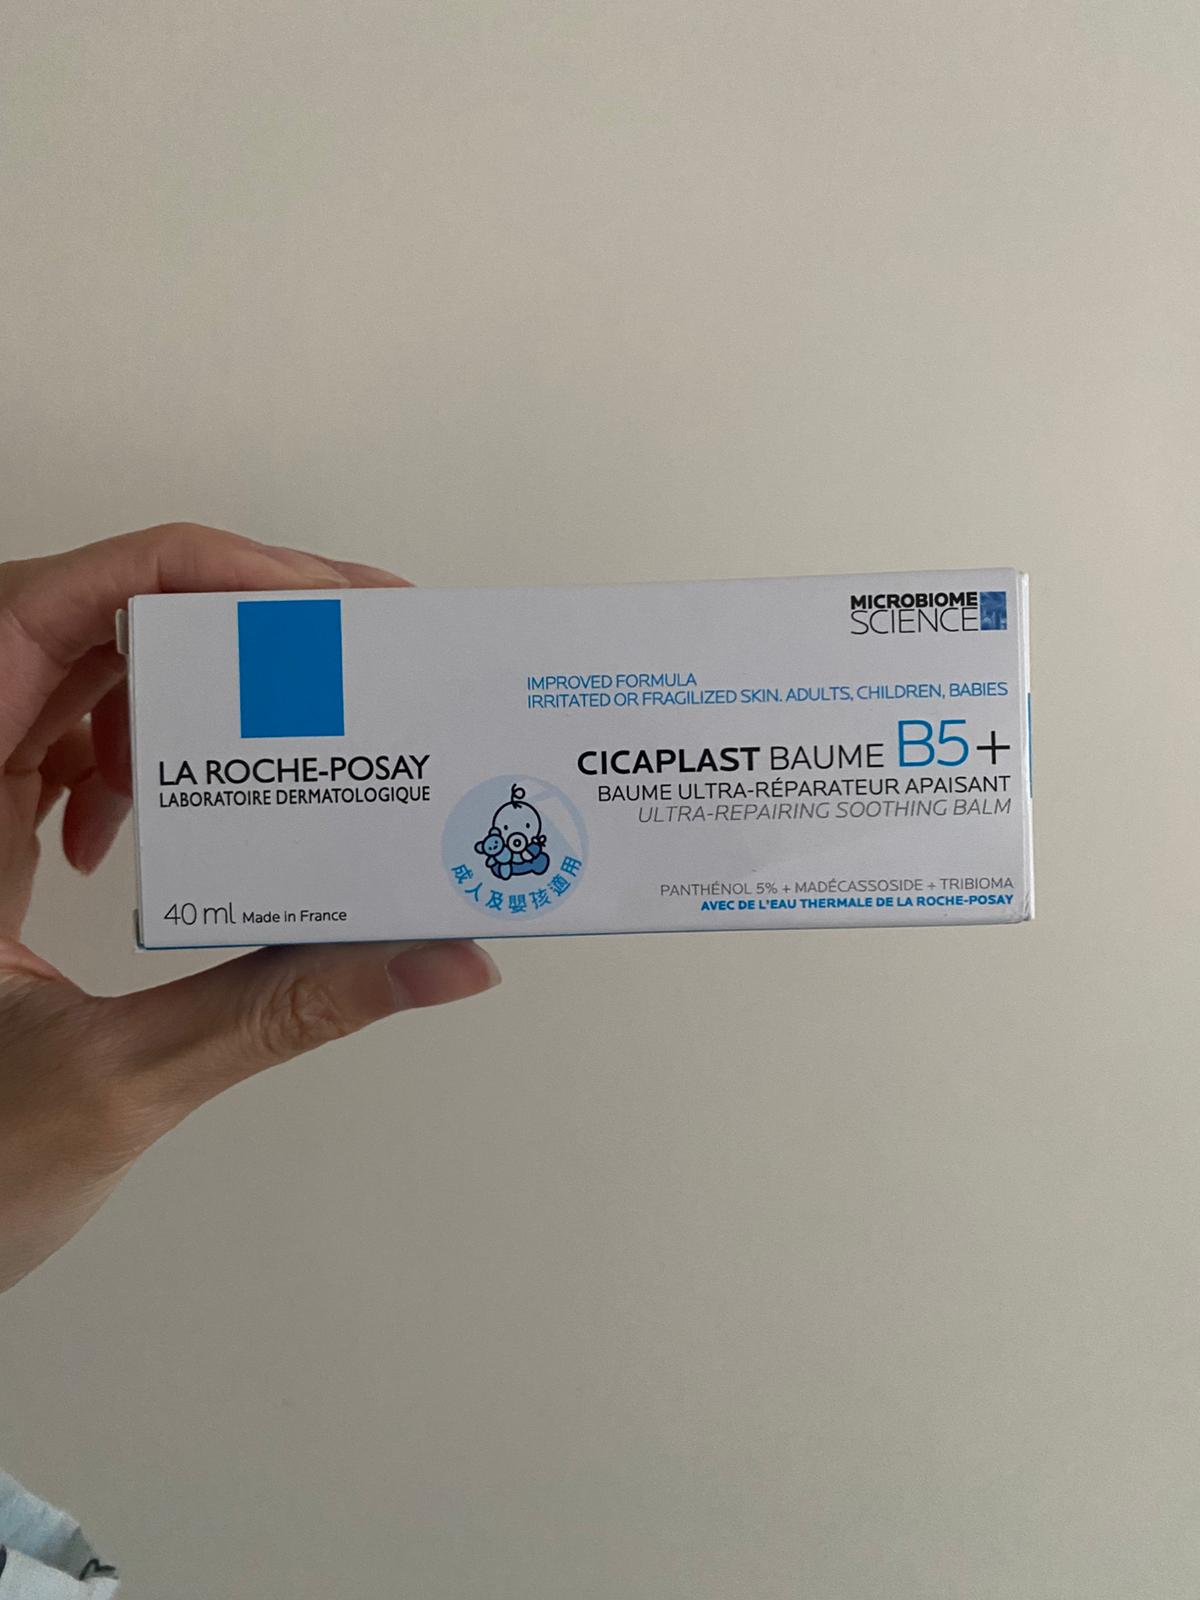 MICROBIOME
SCIENCE
IMPROVED FORMULA
IRRITATED OR FRAGILIZED SKIN. ADULTS, CHILDREN, BABIES
LA ROCHE-POSAY
LABORATOIRE DERMATOLOGIQUE
CICAPLAST BAUME B5+
BAUME ULTRA-RÉPARATEUR APAISANT
ULTRA-REPAIRING SOOTHING BALM
成人及嬰孩適用
PANTHÉNOL 5% + MADÉCASSOSIDE + TRIBIOMA
AVEC DE L'EAU THERMALE DE LA ROCHE-POSAY
40 ml Made in France